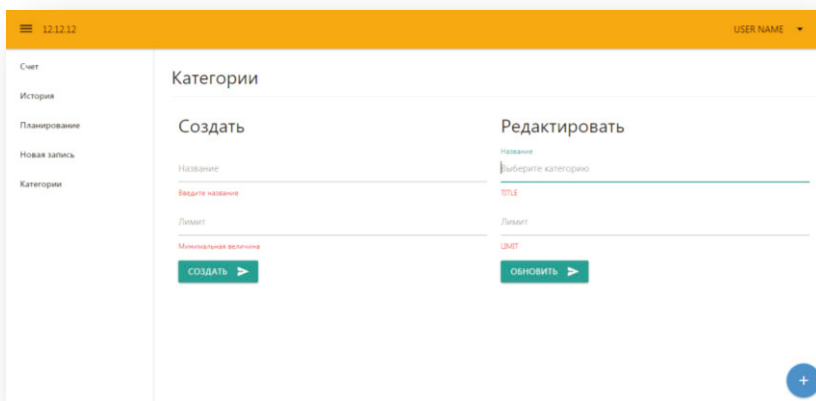 12.12.12
USER NAME
Счет
История
Планирование
Новая запись
Категории
Категории
Создать
Название
Введите название
Лимит
Минимальная величина
СОЗДАТЬ
Редактировать
Название
Выберите категорию
TITLE
Лимит
LIMIT
ОБНОВИТЬ
+